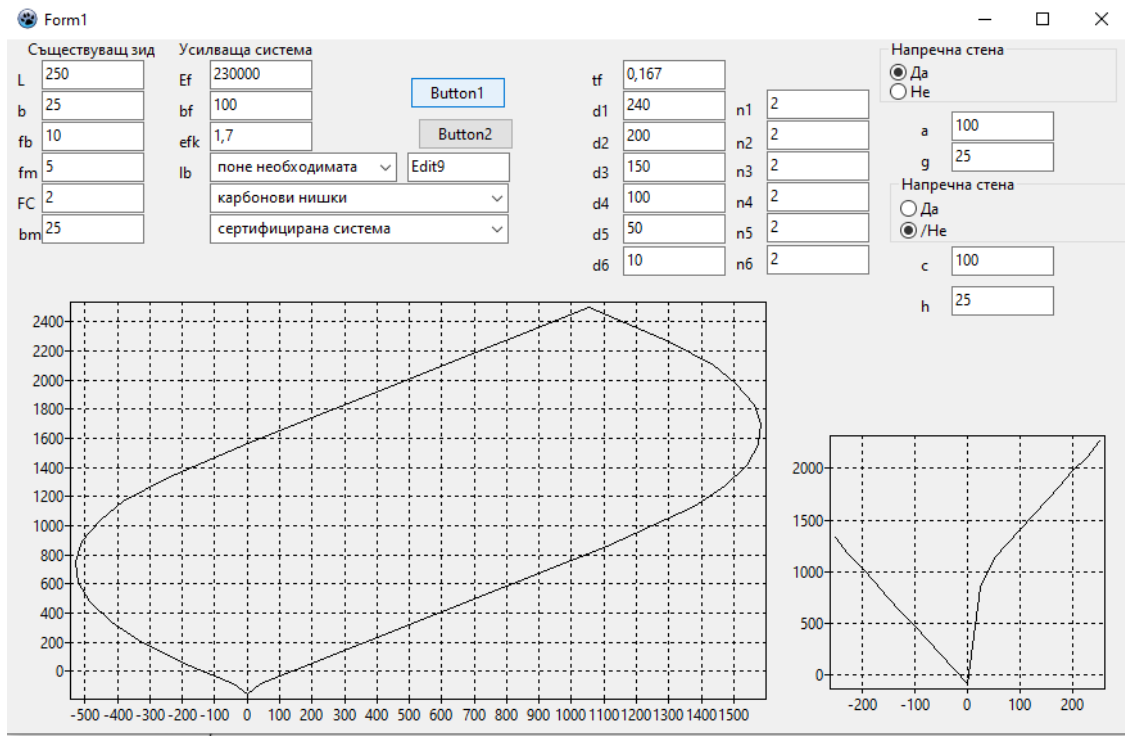 Form1
Съществуващ зид
L 250
b 25
fb 10
fm 5
FC 2
bm 25
Усилваща система
Ef 230000
bf 100
efk 1,7
lb поне необходимата Edit9
карбонови нишки
сертифицирана система
Button1
Button2
tf 0,167
d1 240
d2 200
d3 150
d4 100
d5 50
d6 10
n1 2
n2 2
n3 2
n4 2
n5 2
n6 2
Напречна стена
Да
Не
a 100
g 25
Напречна стена
Да
/Не
c 100
h 25
2400
2200
2000
1800
1600
1400
1200
1000
800
600
400
200
0
-500 -400 -300 -200 -100 0 100 200 300 400 500 600 700 800 900 1000 1100 1200 1300 1400 1500
2000
1500
1000
500
0
-200 -100 0 100 200